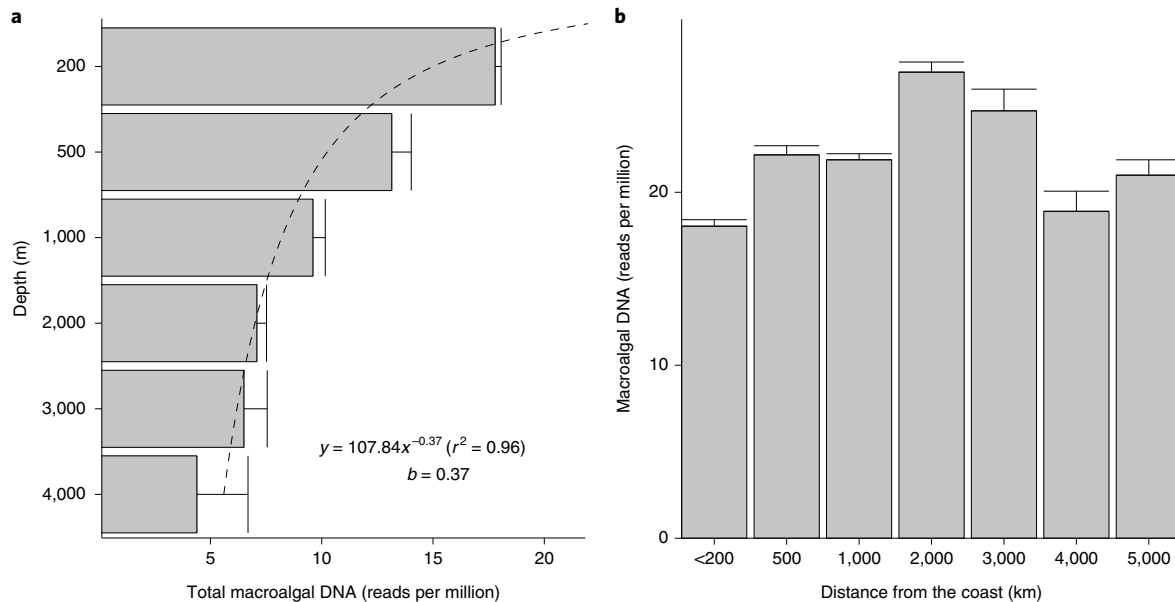 a
200
500
1,000
2,000
3,000
4,000
Depth (m)
y = 107.84x^−0.37 (r^2 = 0.96)
b = 0.37
5 10 15 20
Total macroalgal DNA (reads per million)
b
Macroalgal DNA (reads per million)
20
10
0
<200 500 1,000 2,000 3,000 4,000 5,000
Distance from the coast (km)